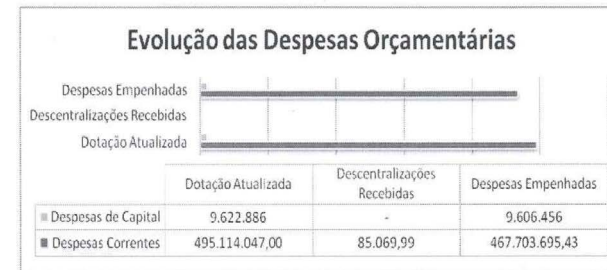 Evolução das Despesas Orçamentárias
Despesas Empenhadas
Descentralizações Recebidas
Dotação Atualizada
Dotação Atualizada Descentralizações Recebidas Despesas Empenhadas
Despesas de Capital 9.622.886 - 9.606.456
Despesas Correntes 495.114.047,00 85.069,99 467.703.695,43